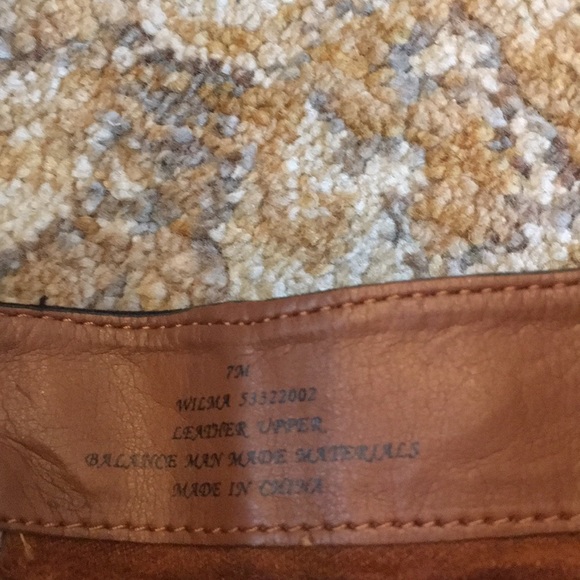 7M
WILMA 53322002
LEATHER UPPER
BALANCE MAN MADE MATERIALS
MADE IN CHINA